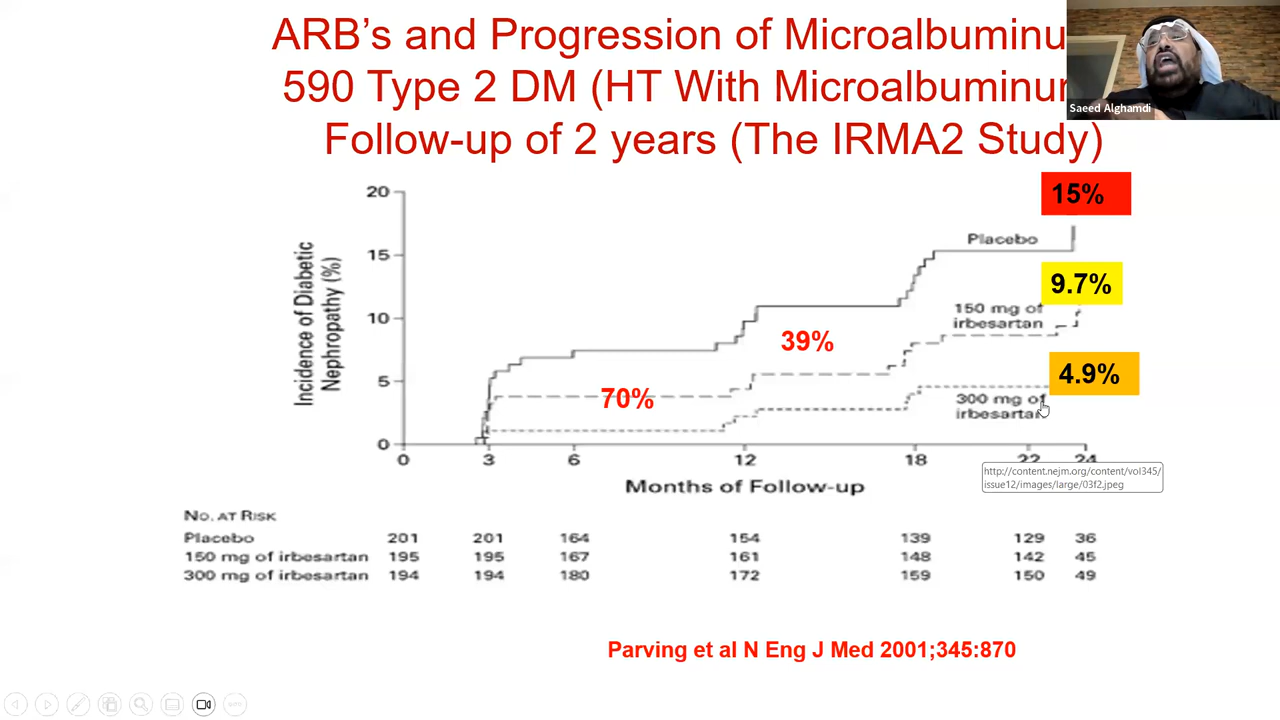 ARB's and Progression of Microalbuminu
590 Type 2 DM (HT With Microalbuminur
Follow-up of 2 years (The IRMA2 Study)
Saeed Alghamdi
Incidence of Diabetic
Nephropathy (%)
20
15
10
5
0
15%
Placebo
9.7%
150 mg of
irbesartan
39%
4.9%
70%
300 mg of
irbesartan
0 3 6 12 18 22 24
Months of Follow-up
http://content.nejm.org/content/vol345/
issue12/images/large/03f2.jpeg
No. at Risk
Placebo 201 201 164 154 139 129 36
150 mg of irbesartan 195 195 167 161 148 142 45
300 mg of irbesartan 194 194 180 172 159 150 49
Parving et al N Eng J Med 2001;345:870